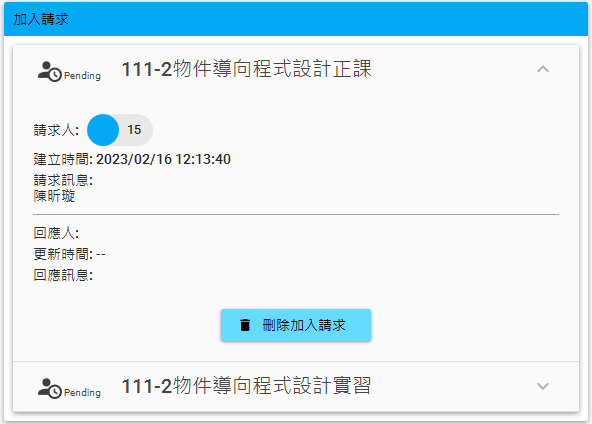 加入請求
Pending 111-2物件導向程式設計正課
請求人: 15
建立時間: 2023/02/16 12:13:40
請求訊息:
陳昕璇
回應人:
更新時間: --
回應訊息:
刪除加入請求
Pending 111-2物件導向程式設計實習